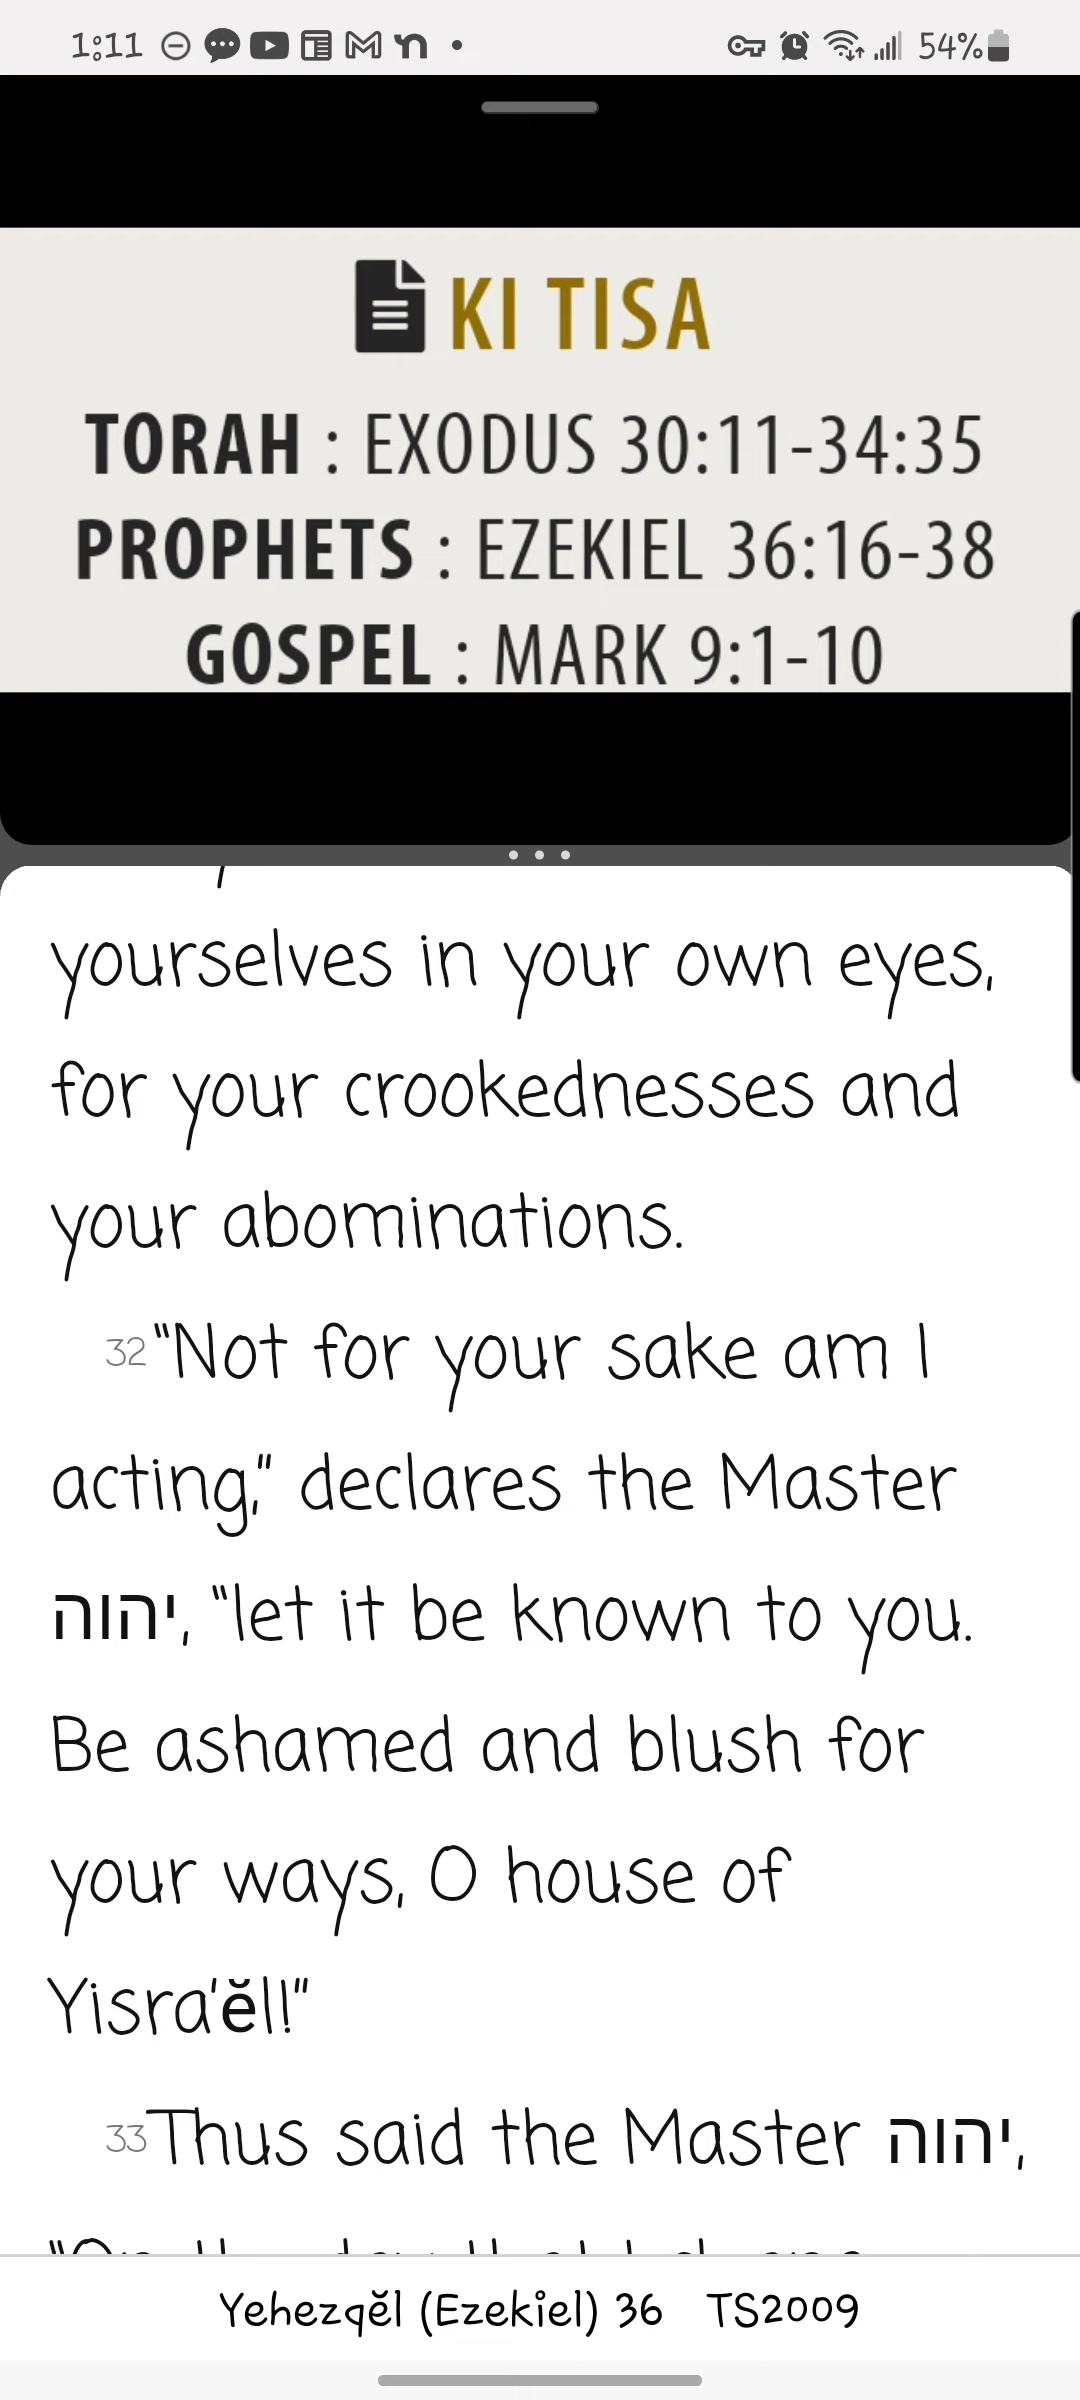 1:11 54%
KI TISA
TORAH : EXODUS 30:11-34:35
PROPHETS : EZEKIEL 36:16-38
GOSPEL : MARK 9:1-10
yourselves in your own eyes,
for your crookednesses and
your abominations.
32"Not for your sake am I
acting," declares the Master
יהוה, "let it be known to you.
Be ashamed and blush for
your ways, O house of
Yisra'ĕl!"
33Thus said the Master יהוה,
Yehezqĕl (Ezekiel) 36 TS2009